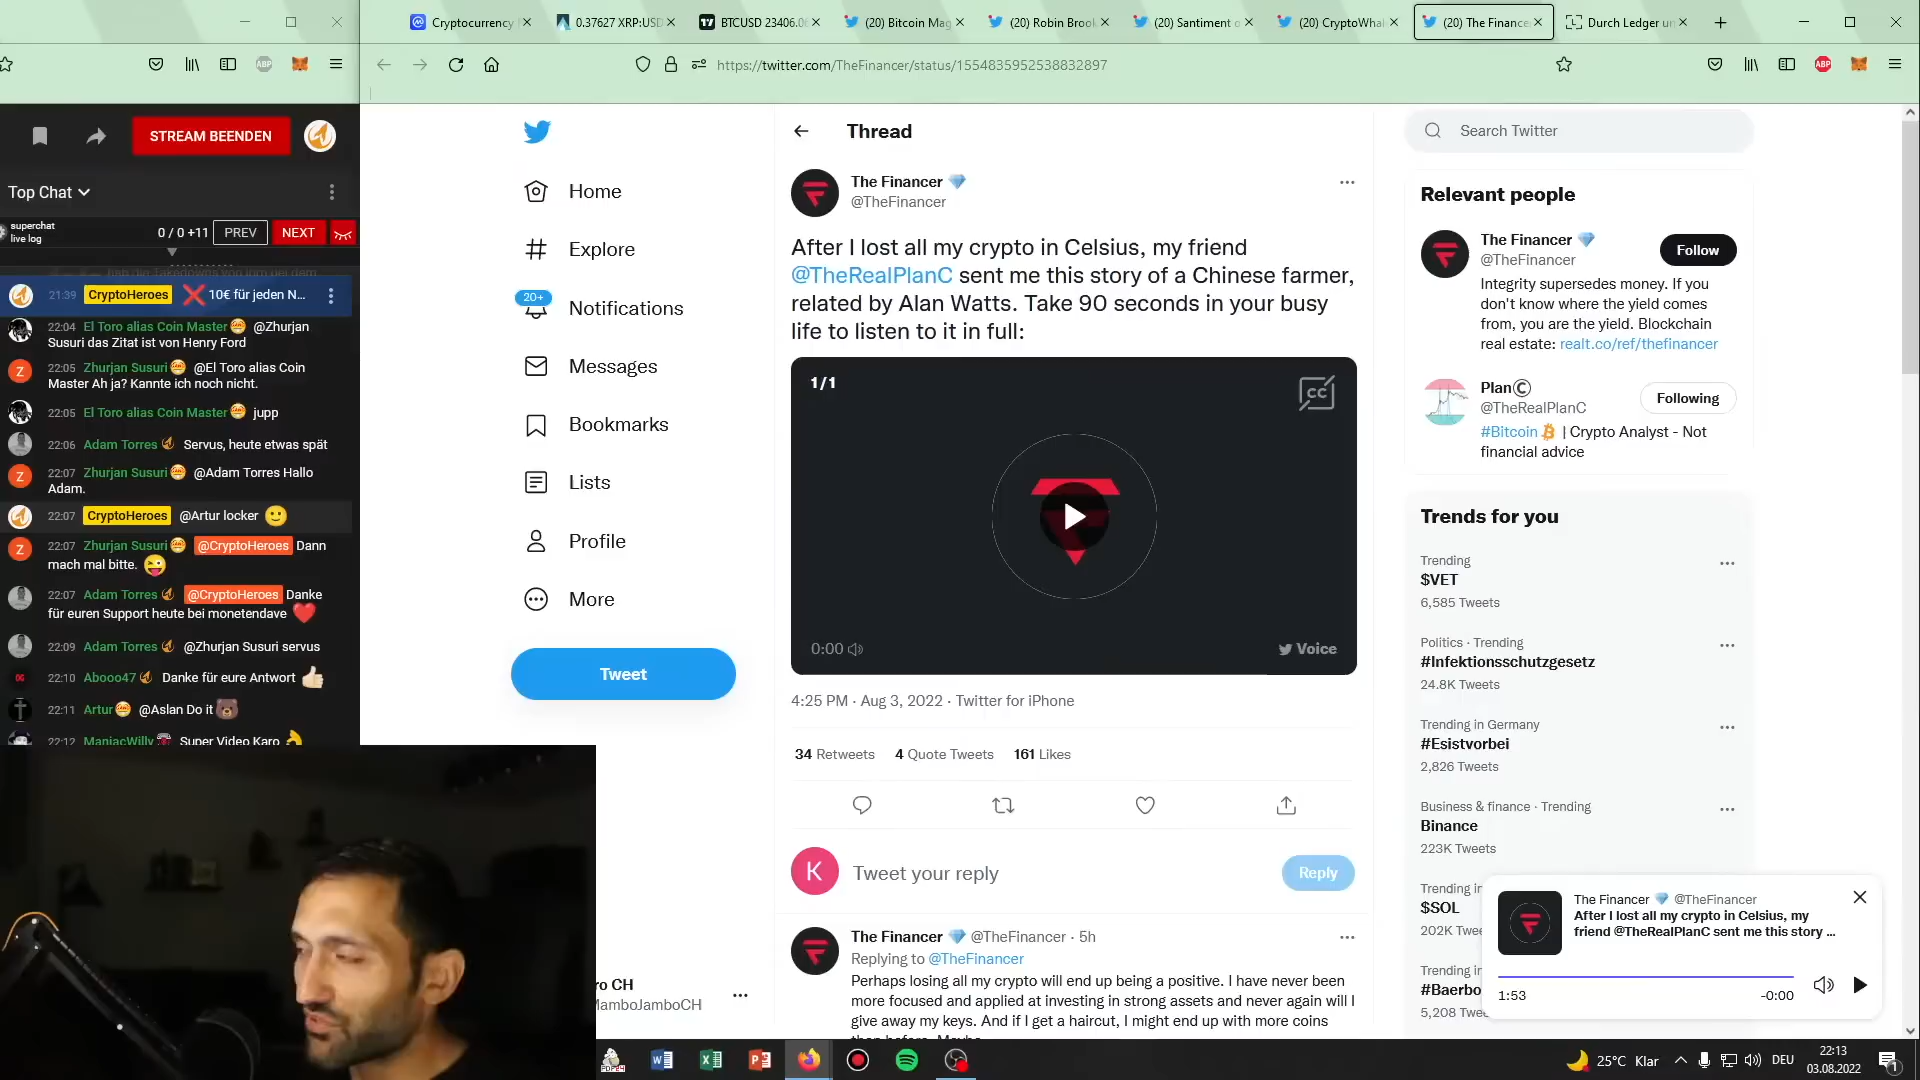 Cryptocurrency
0.37627 XRP:USD
BTCUSD 23406.0
(20) Bitcoin Mag
(20) Robin Brook
(20) Santiment o
(20) CryptoWhal
(20) The Financer
Durch Ledger un
https://twitter.com/TheFinancer/status/1554835952538832897
STREAM BEENDEN
Top Chat
superchat
live log
0 / 0 +11
PREV
NEXT
21:39 CryptoHeroes ❌ 10€ für jeden N...
22:04 El Toro alias Coin Master😁 @Zhurjan
Susuri das Zitat ist von Henry Ford
22:05 Zhurjan Susuri😁 @El Toro alias Coin
Master Ah ja? Kannte ich noch nicht.
22:05 El Toro alias Coin Master😁 jupp
22:06 Adam Torres Servus, heute etwas spät
22:07 Zhurjan Susuri😁 @Adam Torres Hallo
Adam.
22:07 CryptoHeroes @Artur locker 🙂
22:07 Zhurjan Susuri😁 @CryptoHeroes Dann
mach mal bitte. 😜
22:07 Adam Torres @CryptoHeroes Danke
für euren Support heute bei monetendave ❤️
22:09 Adam Torres @Zhurjan Susuri servus
22:10 Abooo47 Danke für eure Antwort 👍🏻
22:11 Artur😁 @Aslan Do it🐻
22:12 ManiacWilly Super Video Karo 👌
Home
Explore
20+
Notifications
Messages
Bookmarks
Lists
Profile
More
Tweet
ro CH
MamboJamboCH
Thread
The Financer 💎
@TheFinancer
After I lost all my crypto in Celsius, my friend
@TheRealPlanC sent me this story of a Chinese farmer,
related by Alan Watts. Take 90 seconds in your busy
life to listen to it in full:
1/1
CC
0:00
Voice
4:25 PM · Aug 3, 2022 · Twitter for iPhone
34 Retweets 4 Quote Tweets 161 Likes
K
Tweet your reply
Reply
The Financer 💎 @TheFinancer · 5h
Replying to @TheFinancer
Perhaps losing all my crypto will end up being a positive. I have never been
more focused and applied at investing in strong assets and never again will I
give away my keys. And if I get a haircut, I might end up with more coins
than before. Maybe
Search Twitter
Relevant people
The Financer 💎
@TheFinancer
Follow
Integrity supersedes money. If you
don't know where the yield comes
from, you are the yield. Blockchain
real estate: realt.co/ref/thefinancer
Plan©
@TheRealPlanC
Following
#Bitcoin | Crypto Analyst - Not
financial advice
Trends for you
Trending
$VET
6,585 Tweets
Politics · Trending
#Infektionsschutzgesetz
24.8K Tweets
Trending in Germany
#Esistvorbei
2,826 Tweets
Business & finance · Trending
Binance
223K Tweets
Trending in
$SOL
202K Twee
Trending in
#Baerbo
5,208 Twee
The Financer 💎 @TheFinancer
After I lost all my crypto in Celsius, my
friend @TheRealPlanC sent me this story ...
1:53
-0:00
25°C Klar
DEU
22:13
03.08.2022
1